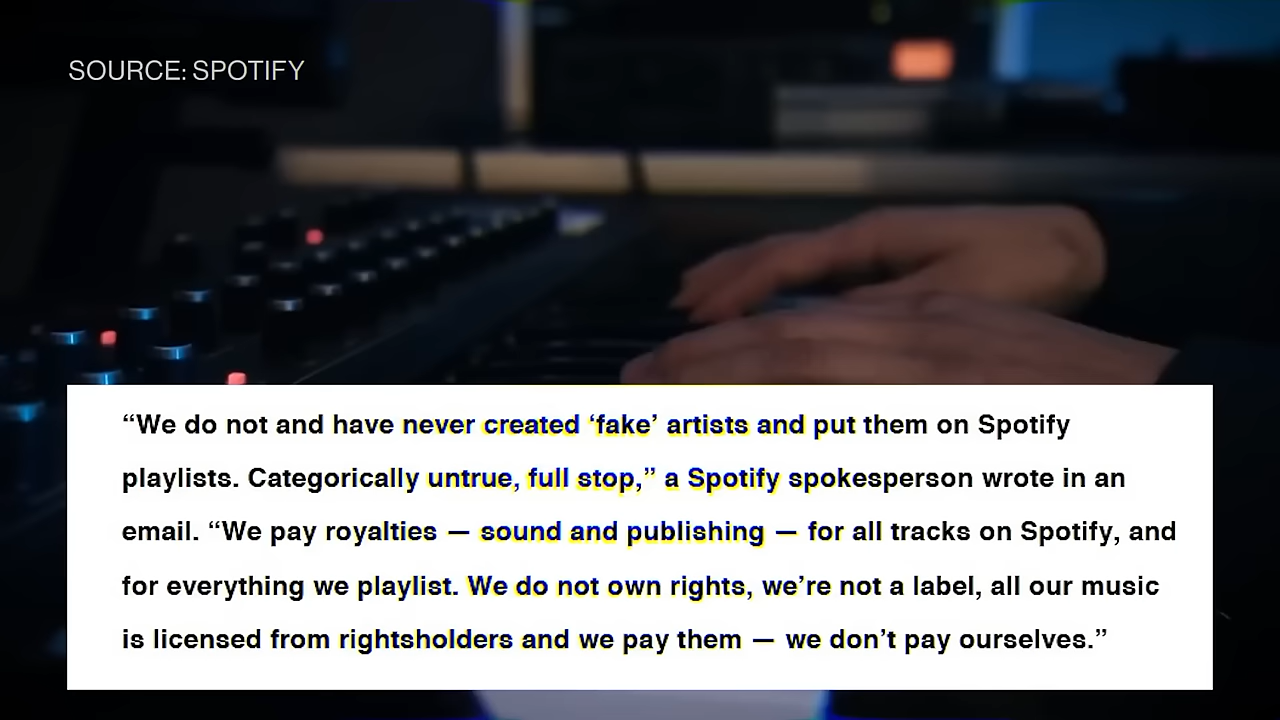 SOURCE: SPOTIFY
“We do not and have never created ‘fake’ artists and put them on Spotify
playlists. Categorically untrue, full stop,” a Spotify spokesperson wrote in an
email. “We pay royalties — sound and publishing — for all tracks on Spotify, and
for everything we playlist. We do not own rights, we’re not a label, all our music
is licensed from rightsholders and we pay them — we don’t pay ourselves.”